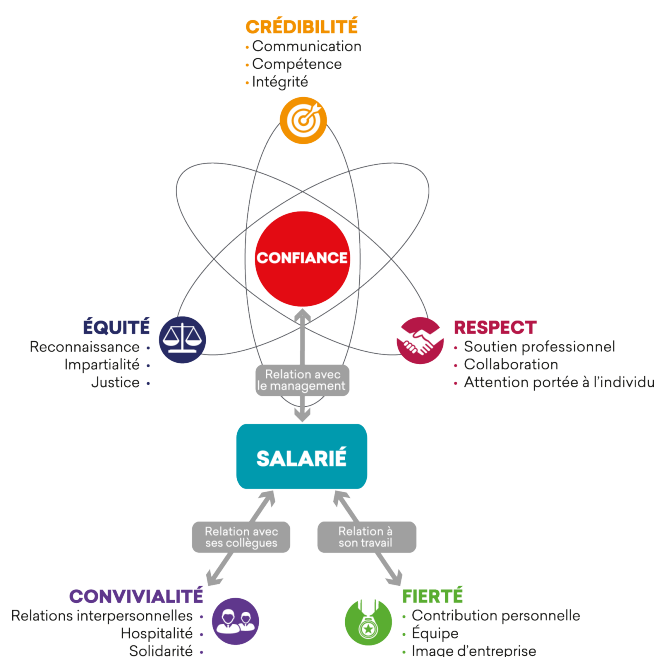 CRÉDIBILITÉ
• Communication
• Compétence
• Intégrité
CONFIANCE
ÉQUITÉ
Reconnaissance •
Impartialité •
Justice •
RESPECT
• Soutien professionnel
• Collaboration
• Attention portée à l'individu
Relation avec
le management
SALARIÉ
Relation avec
ses collègues
Relation à
son travail
CONVIVIALITÉ
Relations interpersonnelles •
Hospitalité •
Solidarité •
FIERTÉ
• Contribution personnelle
• Équipe
• Image d'entreprise